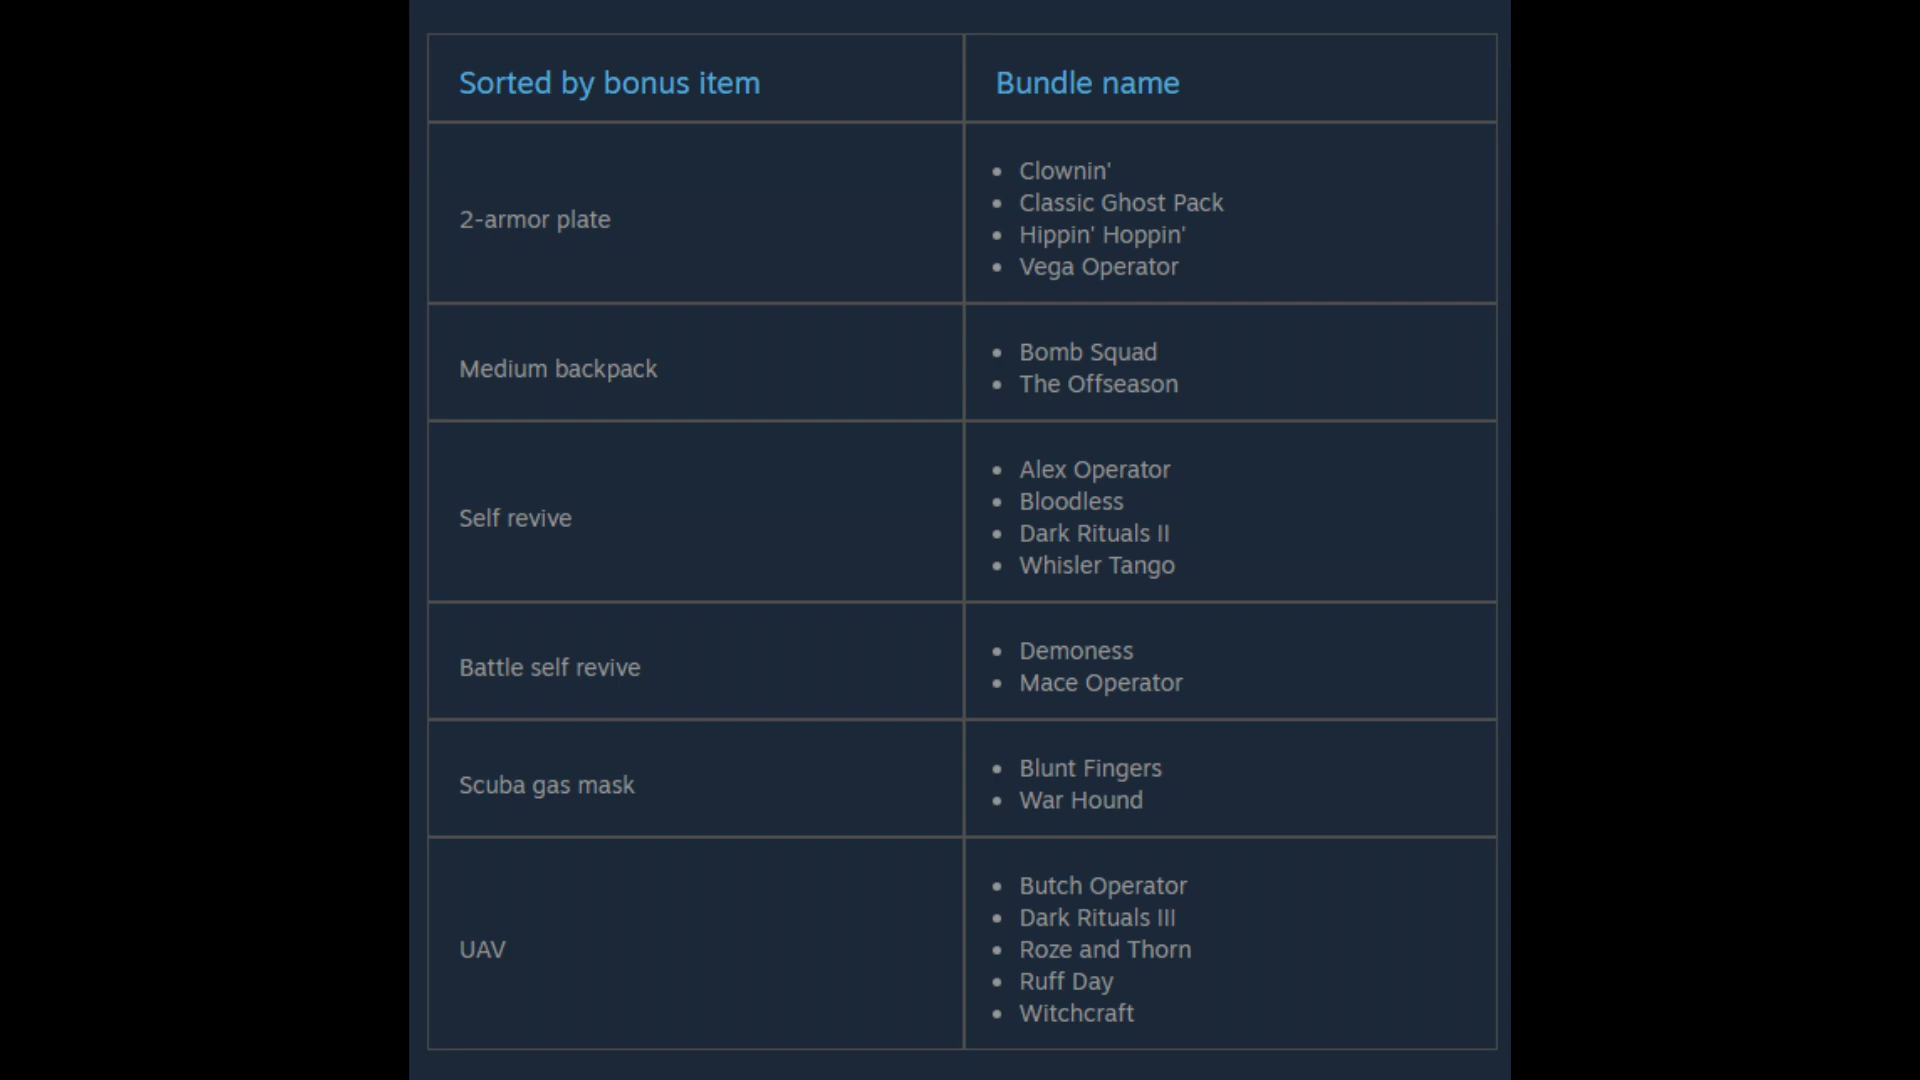 Sorted by bonus item
Bundle name
2-armor plate
Clownin'
Classic Ghost Pack
Hippin' Hoppin'
Vega Operator
Medium backpack
Bomb Squad
The Offseason
Self revive
Alex Operator
Bloodless
Dark Rituals II
Whisler Tango
Battle self revive
Demoness
Mace Operator
Scuba gas mask
Blunt Fingers
War Hound
UAV
Butch Operator
Dark Rituals III
Roze and Thorn
Ruff Day
Witchcraft